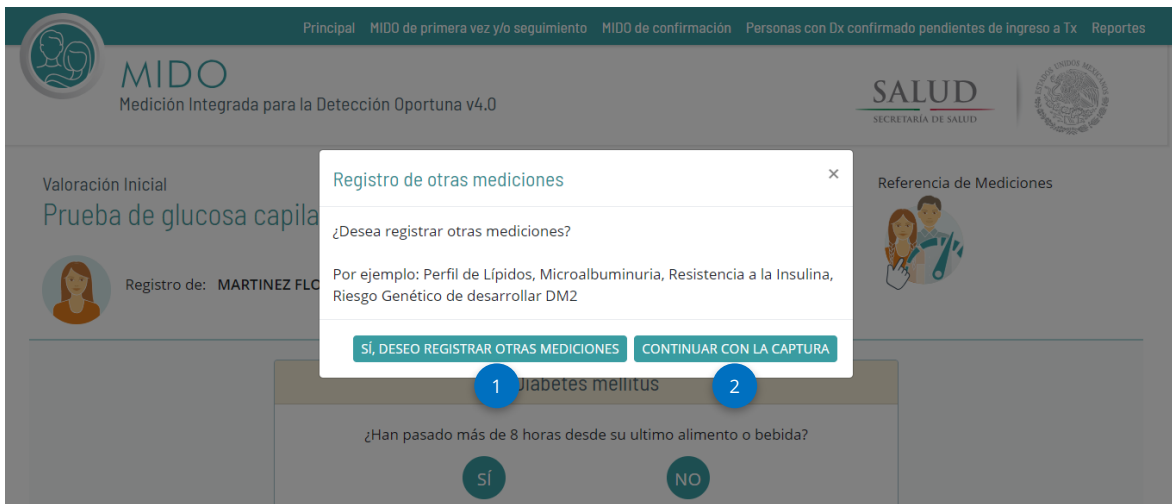 Principal MIDO de primera vez y/o seguimiento MIDO de confirmación Personas con Dx confirmado pendientes de ingreso a Tx Reportes
MIDO
Medición Integrada para la Detección Oportuna v4.0
SALUD
SECRETARÍA DE SALUD
ESTADOS UNIDOS MEXICANOS
Valoración Inicial
Prueba de glucosa capila
Registro de: MARTINEZ FLO
Referencia de Mediciones
Registro de otras mediciones ×
¿Desea registrar otras mediciones?
Por ejemplo: Perfil de Lípidos, Microalbuminuria, Resistencia a la Insulina,
Riesgo Genético de desarrollar DM2
SÍ, DESEO REGISTRAR OTRAS MEDICIONES CONTINUAR CON LA CAPTURA
1 2
Diabetes mellitus
¿Han pasado más de 8 horas desde su ultimo alimento o bebida?
SÍ NO